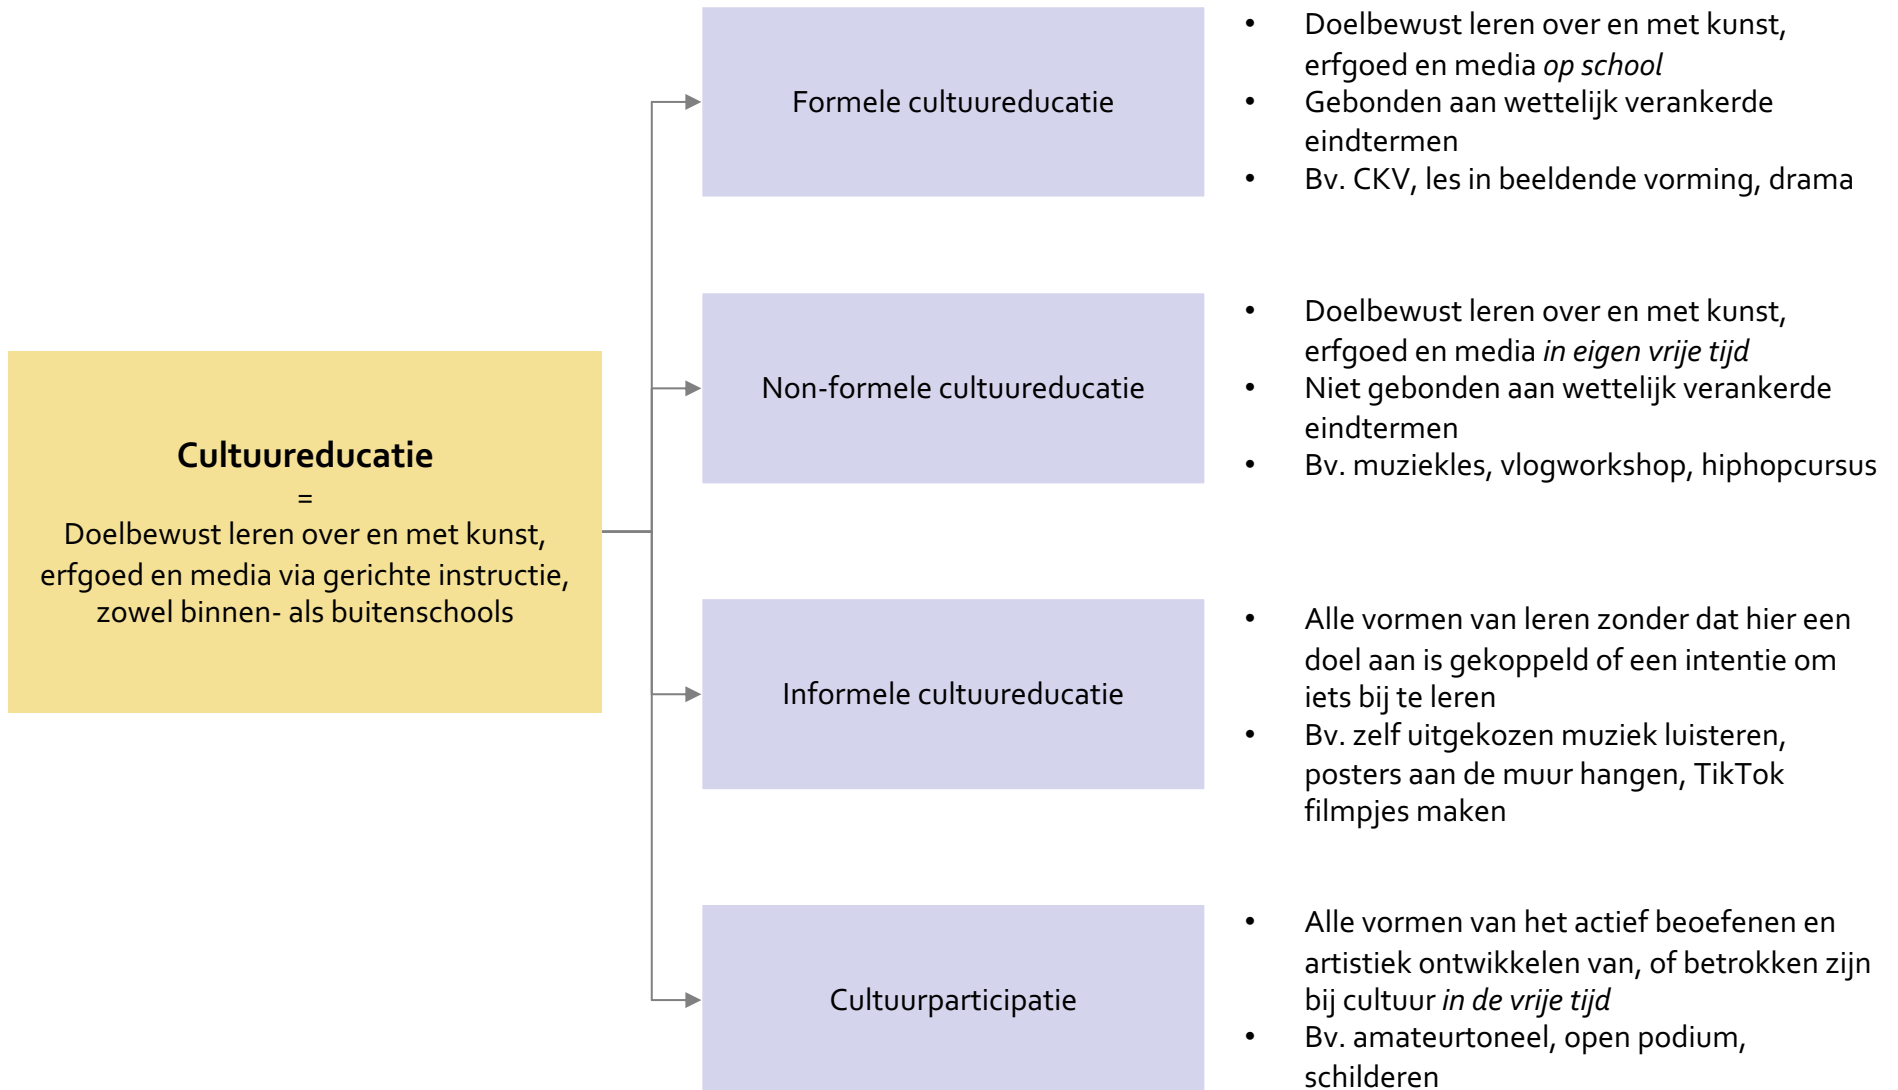 Cultuureducatie
=
Doelbewust leren over en met kunst,
erfgoed en media via gerichte instructie,
zowel binnen- als buitenschools
Formele cultuureducatie
• Doelbewust leren over en met kunst,
erfgoed en media op school
• Gebonden aan wettelijk verankerde
eindtermen
• Bv. CKV, les in beeldende vorming, drama
Non-formele cultuureducatie
• Doelbewust leren over en met kunst,
erfgoed en media in eigen vrije tijd
• Niet gebonden aan wettelijk verankerde
eindtermen
• Bv. muziekles, vlogworkshop, hiphopcursus
Informele cultuureducatie
• Alle vormen van leren zonder dat hier een
doel aan is gekoppeld of een intentie om
iets bij te leren
• Bv. zelf uitgekozen muziek luisteren,
posters aan de muur hangen, TikTok
filmpjes maken
Cultuurparticipatie
• Alle vormen van het actief beoefenen en
artistiek ontwikkelen van, of betrokken zijn
bij cultuur in de vrije tijd
• Bv. amateurtoneel, open podium,
schilderen